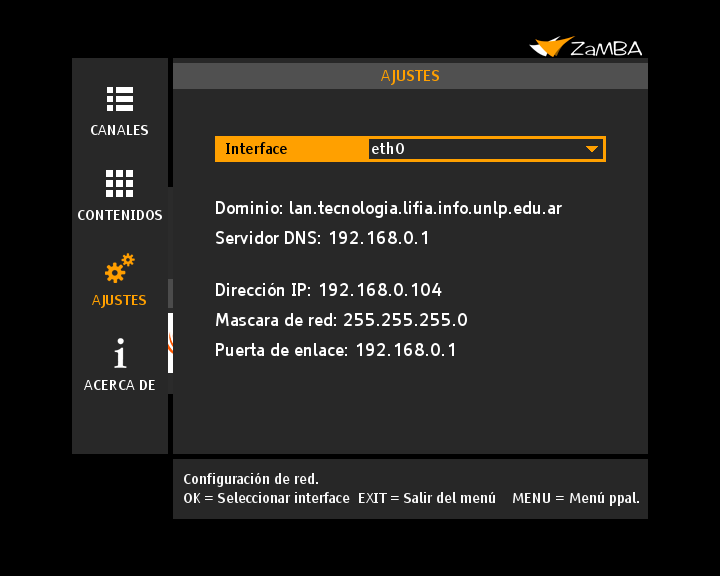 ZaMBA
AJUSTES
CANALES
CONTENIDOS
AJUSTES
ACERCA DE
Interface eth0
Dominio: lan.tecnologia.lifia.info.unlp.edu.ar
Servidor DNS: 192.168.0.1
Dirección IP: 192.168.0.104
Mascara de red: 255.255.255.0
Puerta de enlace: 192.168.0.1
Configuración de red.
OK = Seleccionar interface EXIT = Salir del menú MENU = Menú ppal.